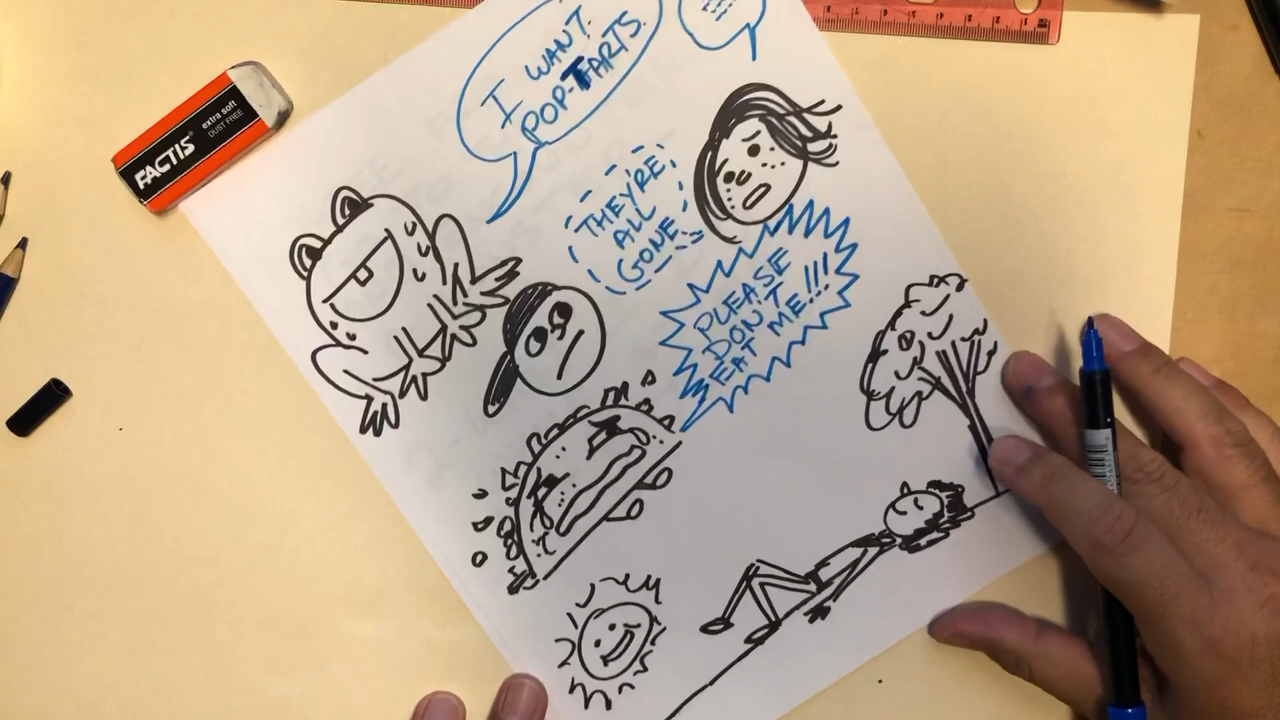 I WANT
POP-TARTS.
THEY'RE
ALL
GONE
PLEASE
DON'T
EAT ME!!!
FACTIS
extra soft
DUST FREE